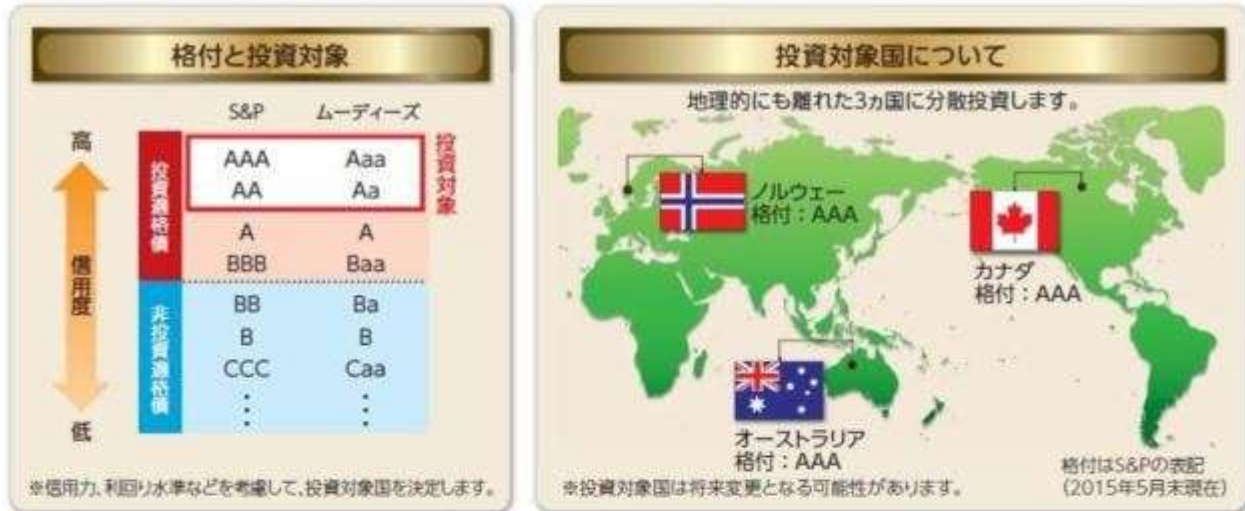 格付と投資対象
S&P ムーディーズ
高
信用度
低
投資適格債
非投資適格債
AAA Aaa
AA Aa
投資対象
A A
BBB Baa
BB Ba
B B
CCC Caa
※信用力、利回り水準などを考慮して、投資対象国を決定します。
投資対象国について
地理的にも離れた3ヵ国に分散投資します。
ノルウェー
格付：AAA
カナダ
格付：AAA
オーストラリア
格付：AAA
格付はS&Pの表記
(2015年5月末現在)
※投資対象国は将来変更となる可能性があります。